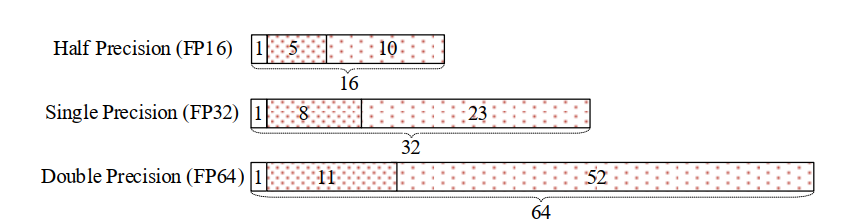 Half Precision (FP16) 1 5 10
16
Single Precision (FP32) 1 8 23
32
Double Precision (FP64) 1 11 52
64